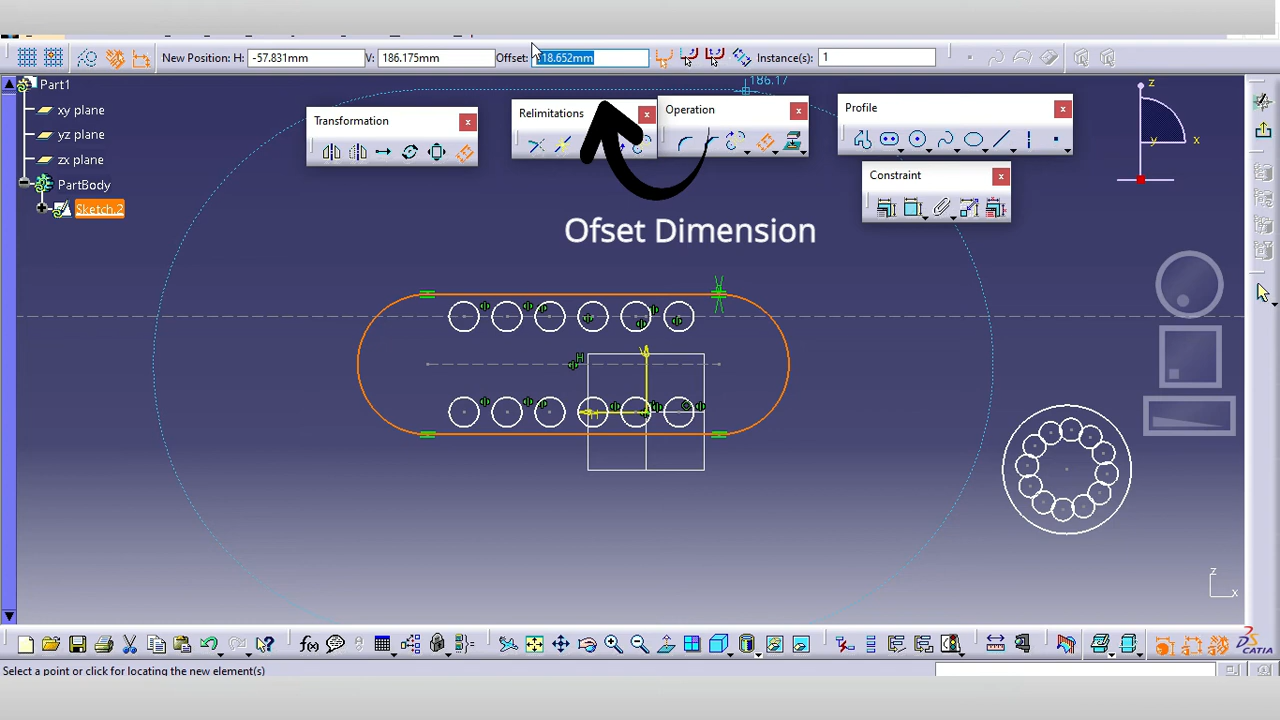 New Position: H: -57.831mm V: 186.175mm Offset: 18.652mm Instance(s): 1
186.17
Part1
xy plane
yz plane
zx plane
PartBody
Sketch.2
Transformation x
Relimitations x
Operation x
Profile x
Constraint x
Ofset Dimension
z
y x
H
V
H
z
x
f(x)
CATIA
Select a point or click for locating the new element(s)